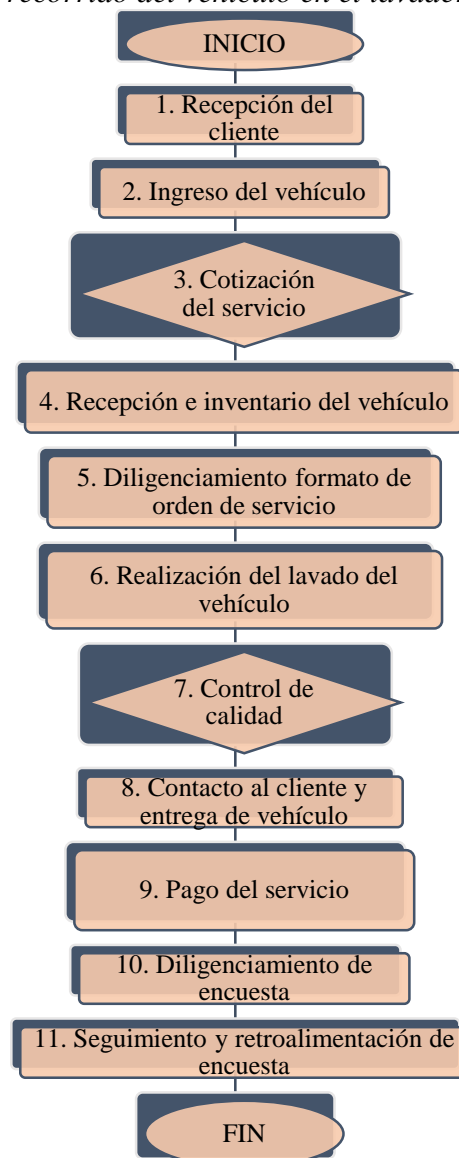 recorrido del vehículo en el
INICIO
1. Recepción del
cliente
2. Ingreso del vehículo
3. Cotización
del servicio
4. Recepción e inventario del vehículo
5. Diligenciamiento formato de
orden de servicio
6. Realización del lavado del
vehículo
7. Control de
calidad
8. Contacto al cliente y
entrega de vehículo
9. Pago del servicio
10. Diligenciamiento de
encuesta
11. Seguimiento y retroalimentación de
encuesta
FIN